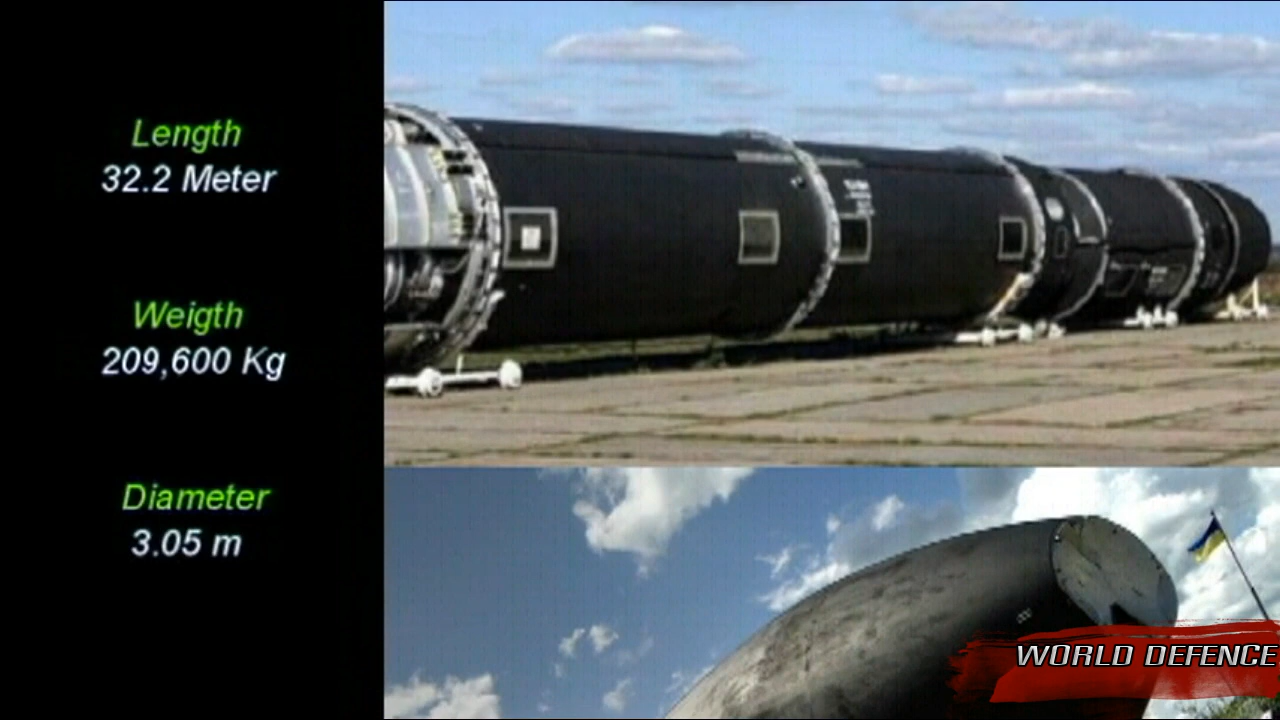 Length
32.2 Meter
Weigth
209,600 Kg
Diameter
3.05 m
WORLD DEFENCE